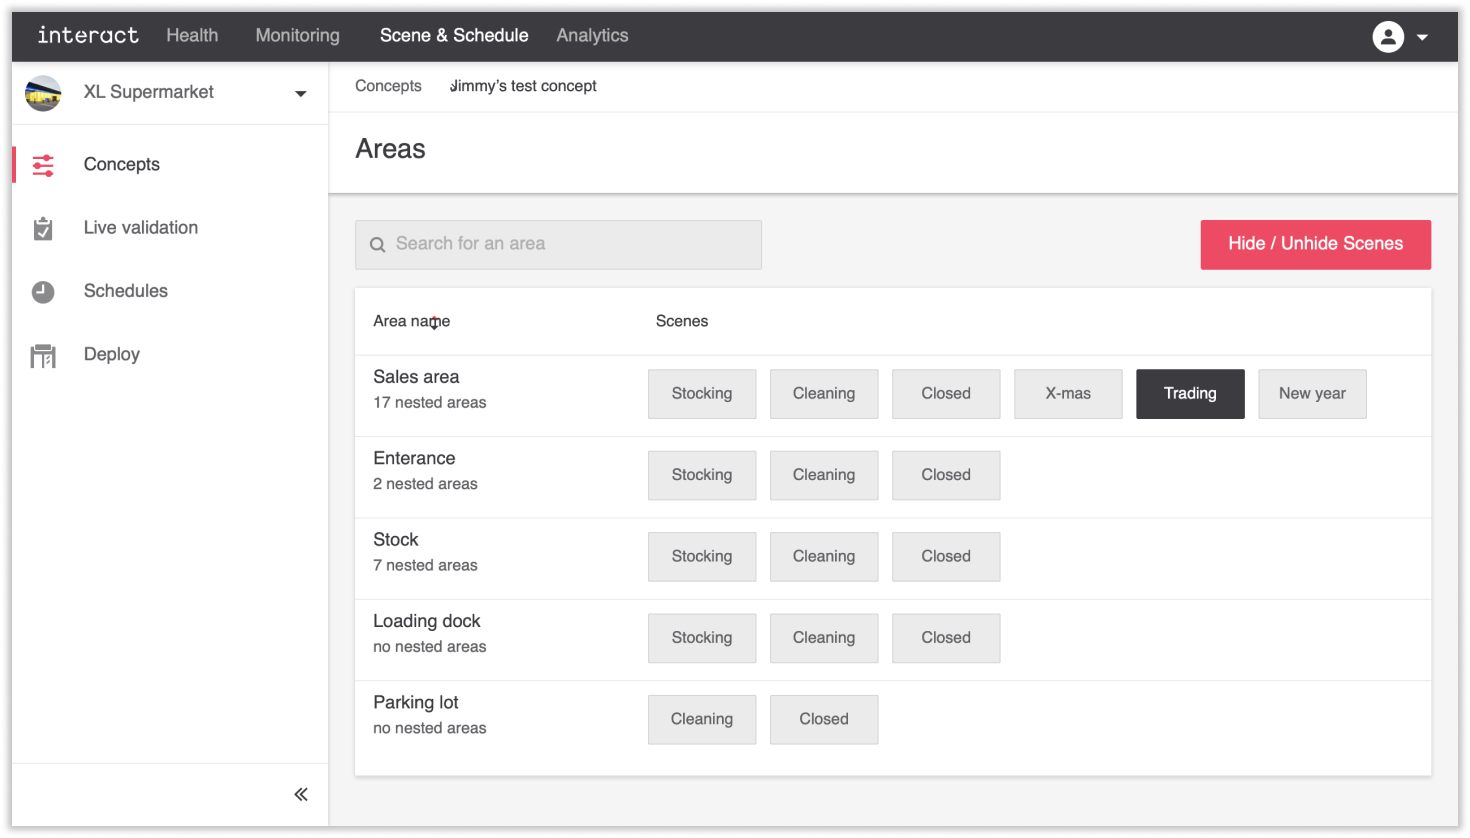 interact Health Monitoring Scene & Schedule Analytics
XL Supermarket
Concepts
Live validation
Schedules
Deploy
Concepts Jimmy’s test concept
Areas
Search for an area
Hide / Unhide Scenes
Area name Scenes
Sales area
17 nested areas
Stocking Cleaning Closed X-mas Trading New year
Enterance
2 nested areas
Stocking Cleaning Closed
Stock
7 nested areas
Stocking Cleaning Closed
Loading dock
no nested areas
Stocking Cleaning Closed
Parking lot
no nested areas
Cleaning Closed